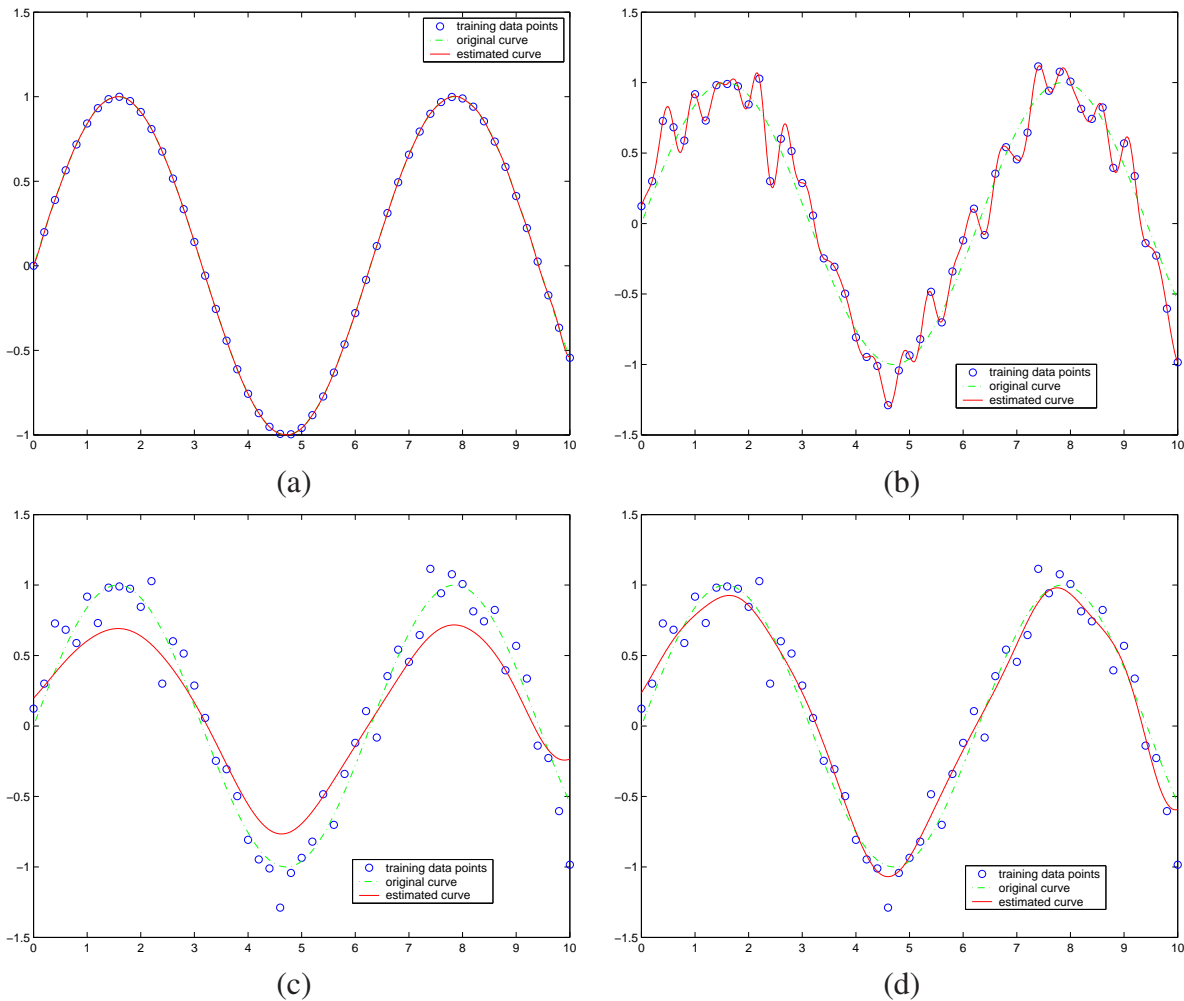 1.5
1
0.5
0
−0.5
−1
0 1 2 3 4 5 6 7 8 9 10
training data points
original curve
estimated curve
(a)
1.5
1
0.5
0
−0.5
−1
−1.5
0 1 2 3 4 5 6 7 8 9 10
training data points
original curve
estimated curve
(b)
1.5
1
0.5
0
−0.5
−1
−1.5
0 1 2 3 4 5 6 7 8 9 10
training data points
original curve
estimated curve
(c)
1.5
1
0.5
0
−0.5
−1
−1.5
0 1 2 3 4 5 6 7 8 9 10
training data points
original curve
estimated curve
(d)